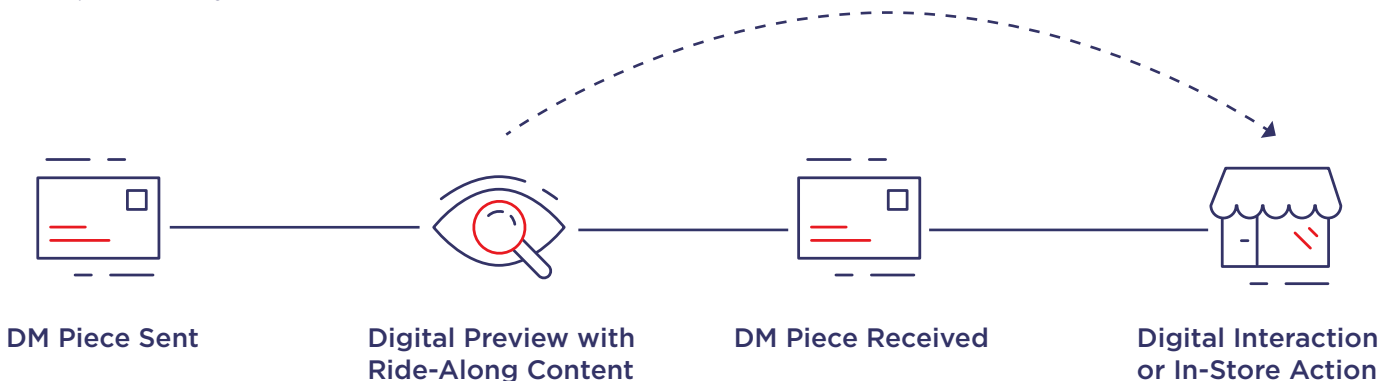 DM Piece Sent
Digital Preview with
Ride-Along Content
DM Piece Received
Digital Interaction
or In-Store Action